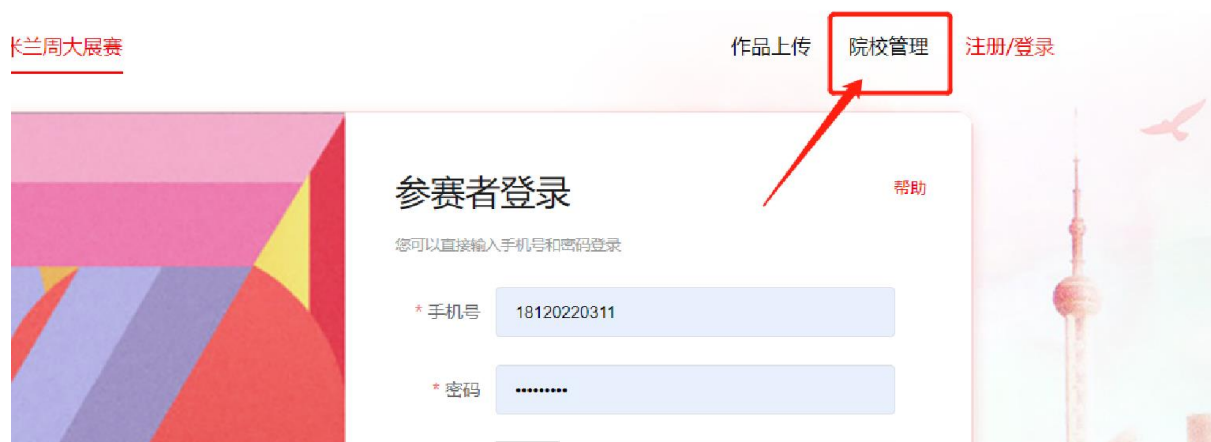 米兰周大展赛
作品上传 院校管理 注册/登录
参赛者登录
帮助
您可以直接输入手机号和密码登录
* 手机号 18120220311
* 密码 •••••••••